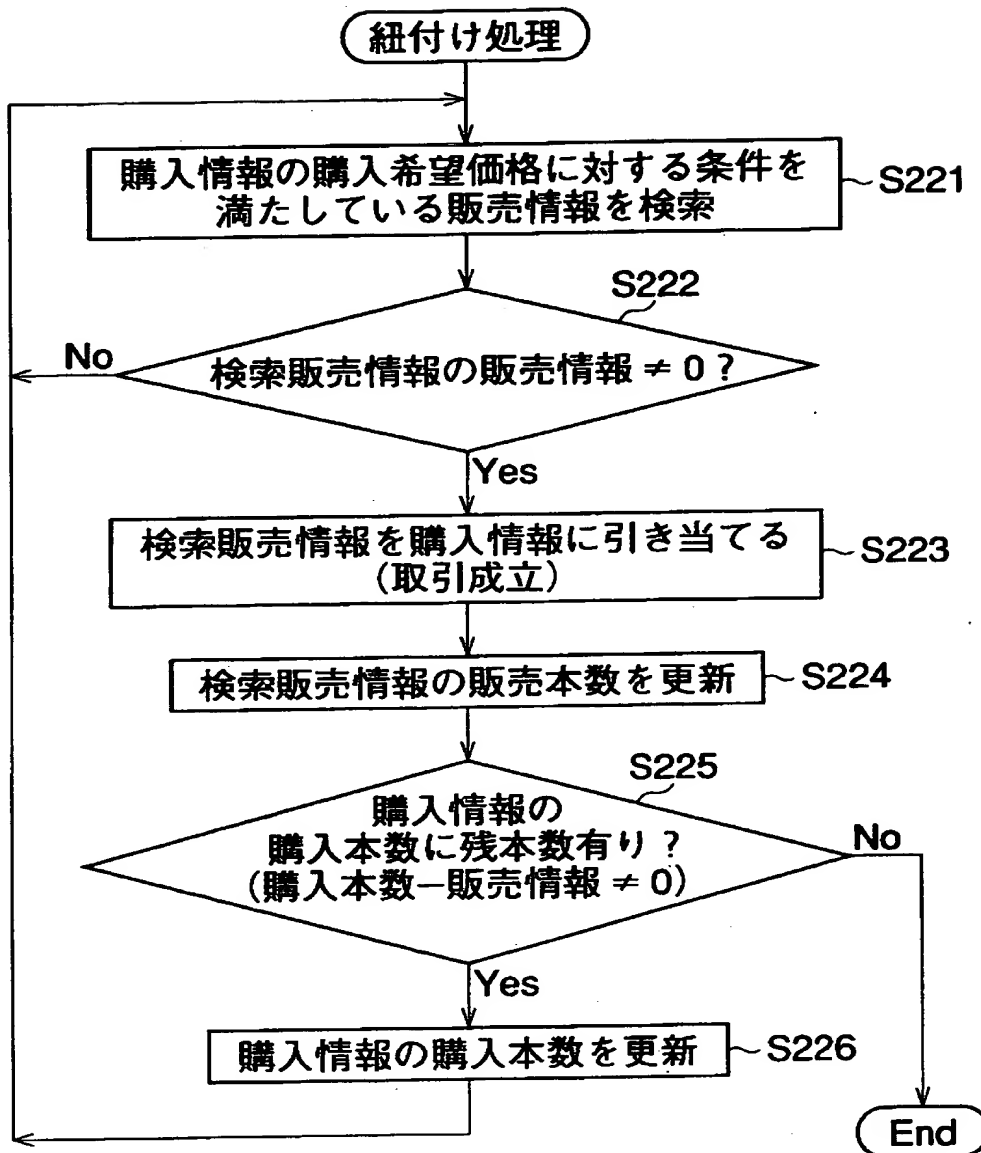 紐付け処理
購入情報の購入希望価格に対する条件を
満たしている販売情報を検索
S221
S222
検索販売情報の販売情報≠0？
No
Yes
検索販売情報を購入情報に引き当てる
(取引成立)
S223
検索販売情報の販売本数を更新
S224
S225
購入情報の
購入本数に残本数有り？
(購入本数−販売情報≠0)
No
Yes
購入情報の購入本数を更新
S226
End